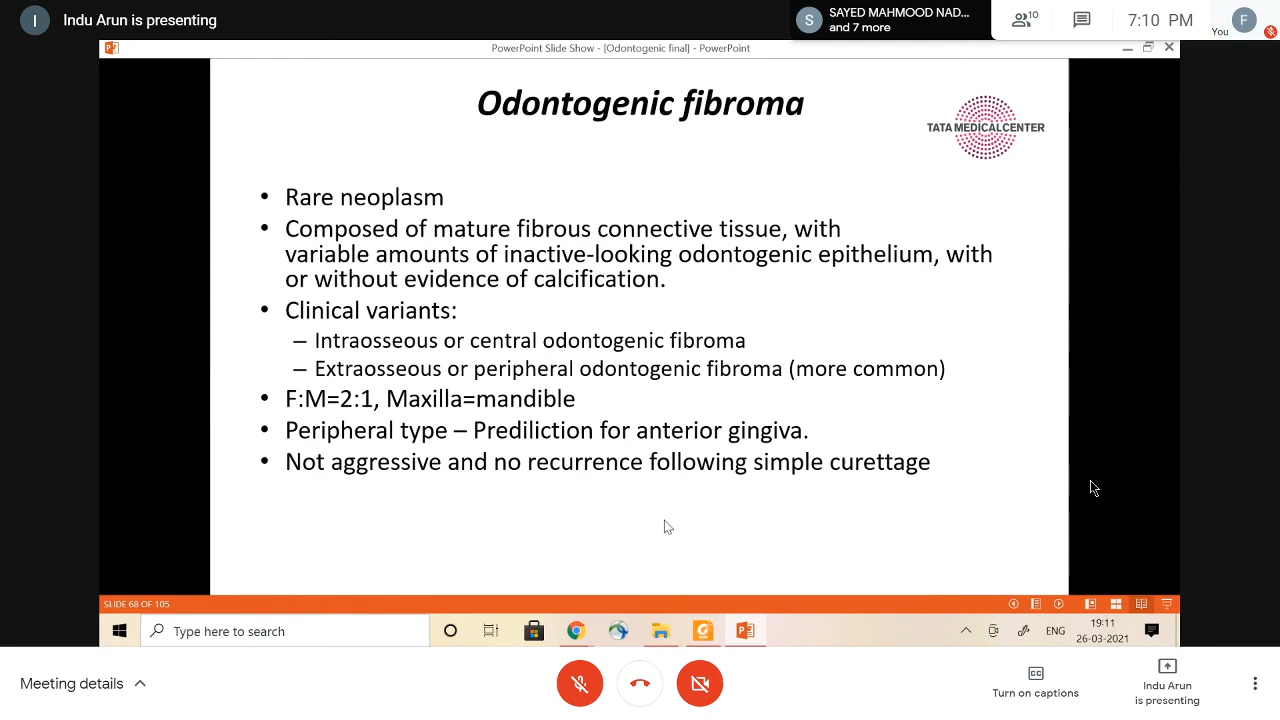 I Indu Arun is presenting
S SAYED MAHMOOD NAD...
and 7 more
10
7:10 PM
You F
PowerPoint Slide Show - [Odontogenic final] - PowerPoint
Odontogenic fibroma
TATA MEDICAL CENTER
• Rare neoplasm
• Composed of mature fibrous connective tissue, with
variable amounts of inactive-looking odontogenic epithelium, with
or without evidence of calcification.
• Clinical variants:
– Intraosseous or central odontogenic fibroma
– Extraosseous or peripheral odontogenic fibroma (more common)
• F:M=2:1, Maxilla=mandible
• Peripheral type – Prediliction for anterior gingiva.
• Not aggressive and no recurrence following simple curettage
SLIDE 68 OF 105
Type here to search
ENG
19:11
26-03-2021
Meeting details
CC
Turn on captions
Indu Arun
is presenting